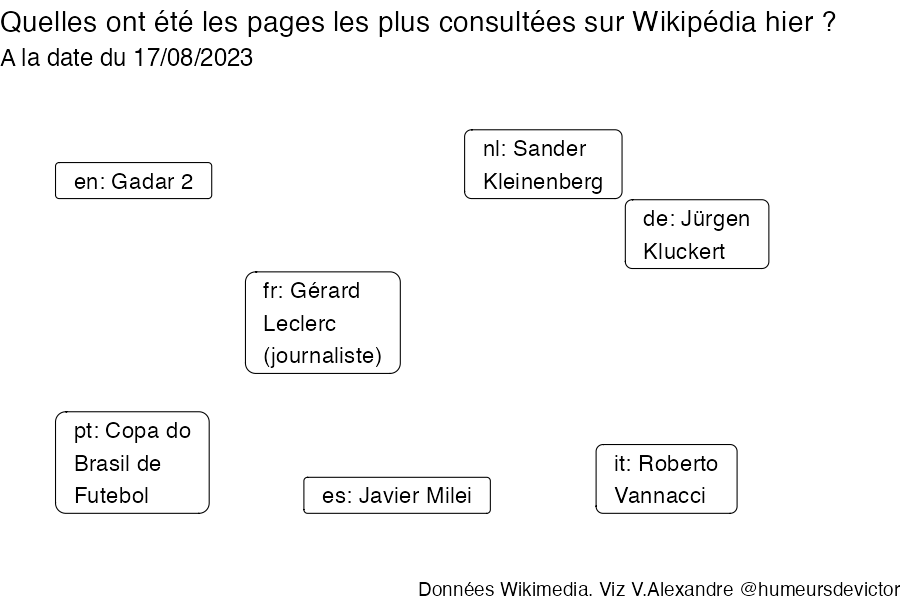 Quelles ont été les pages les plus consultées sur Wikipédia hier ?
A la date du 17/08/2023
nl: Sander
Kleinenberg
en: Gadar 2
de: Jürgen
Kluckert
fr: Gérard
Leclerc
(journaliste)
pt: Copa do
Brasil de
Futebol
it: Roberto
Vannacci
es: Javier Milei
Données Wikimedia. Viz V.Alexandre @humeursdevictor